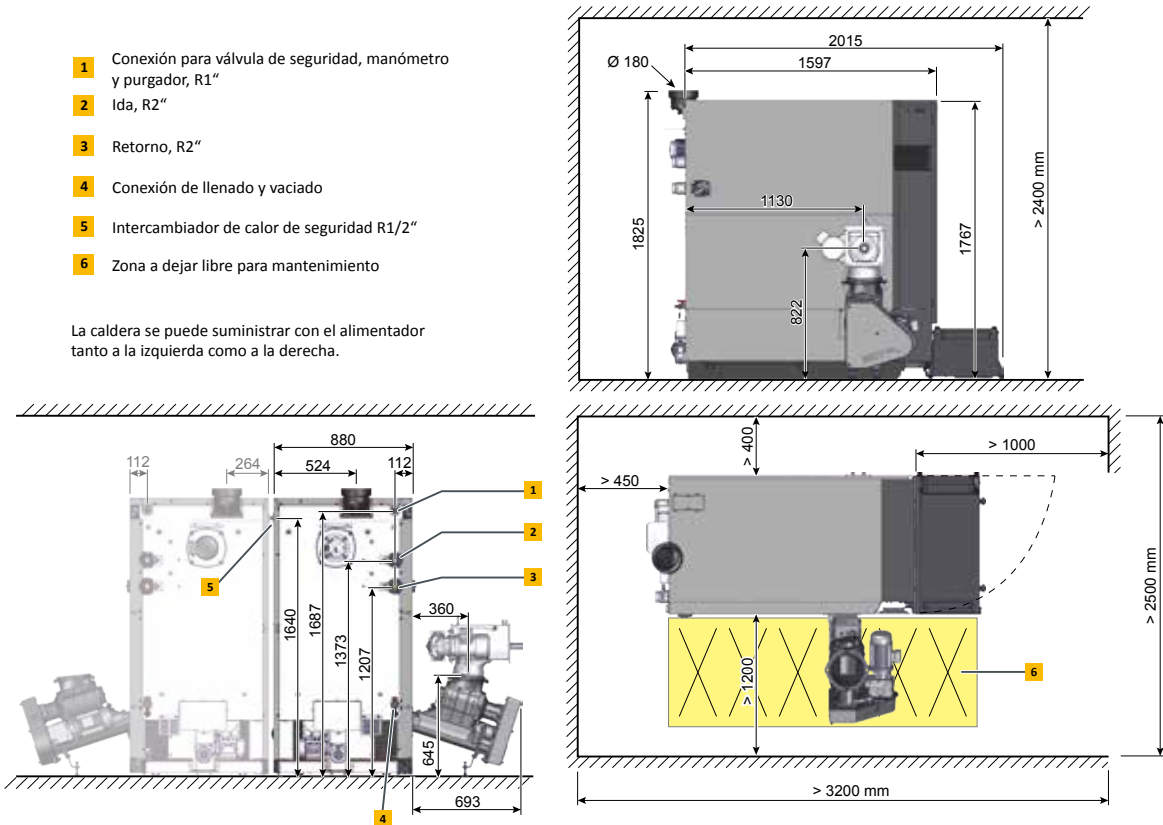 1 Conexión para válvula de seguridad, manómetro
y purgador, R1“
2 Ida, R2“
3 Retorno, R2“
4 Conexión de llenado y vaciado
5 Intercambiador de calor de seguridad R1/2“
6 Zona a dejar libre para mantenimiento
La caldera se puede suministrar con el alimentador
tanto a la izquierda como a la derecha.
2015
Ø 180
1597
1130
1825
822
1767
> 2400 mm
880
112
264
524
112
1
2
3
5
360
1640
1687
1373
1207
645
693
4
> 400
> 1000
> 450
> 1200
6
> 2500 mm
> 3200 mm